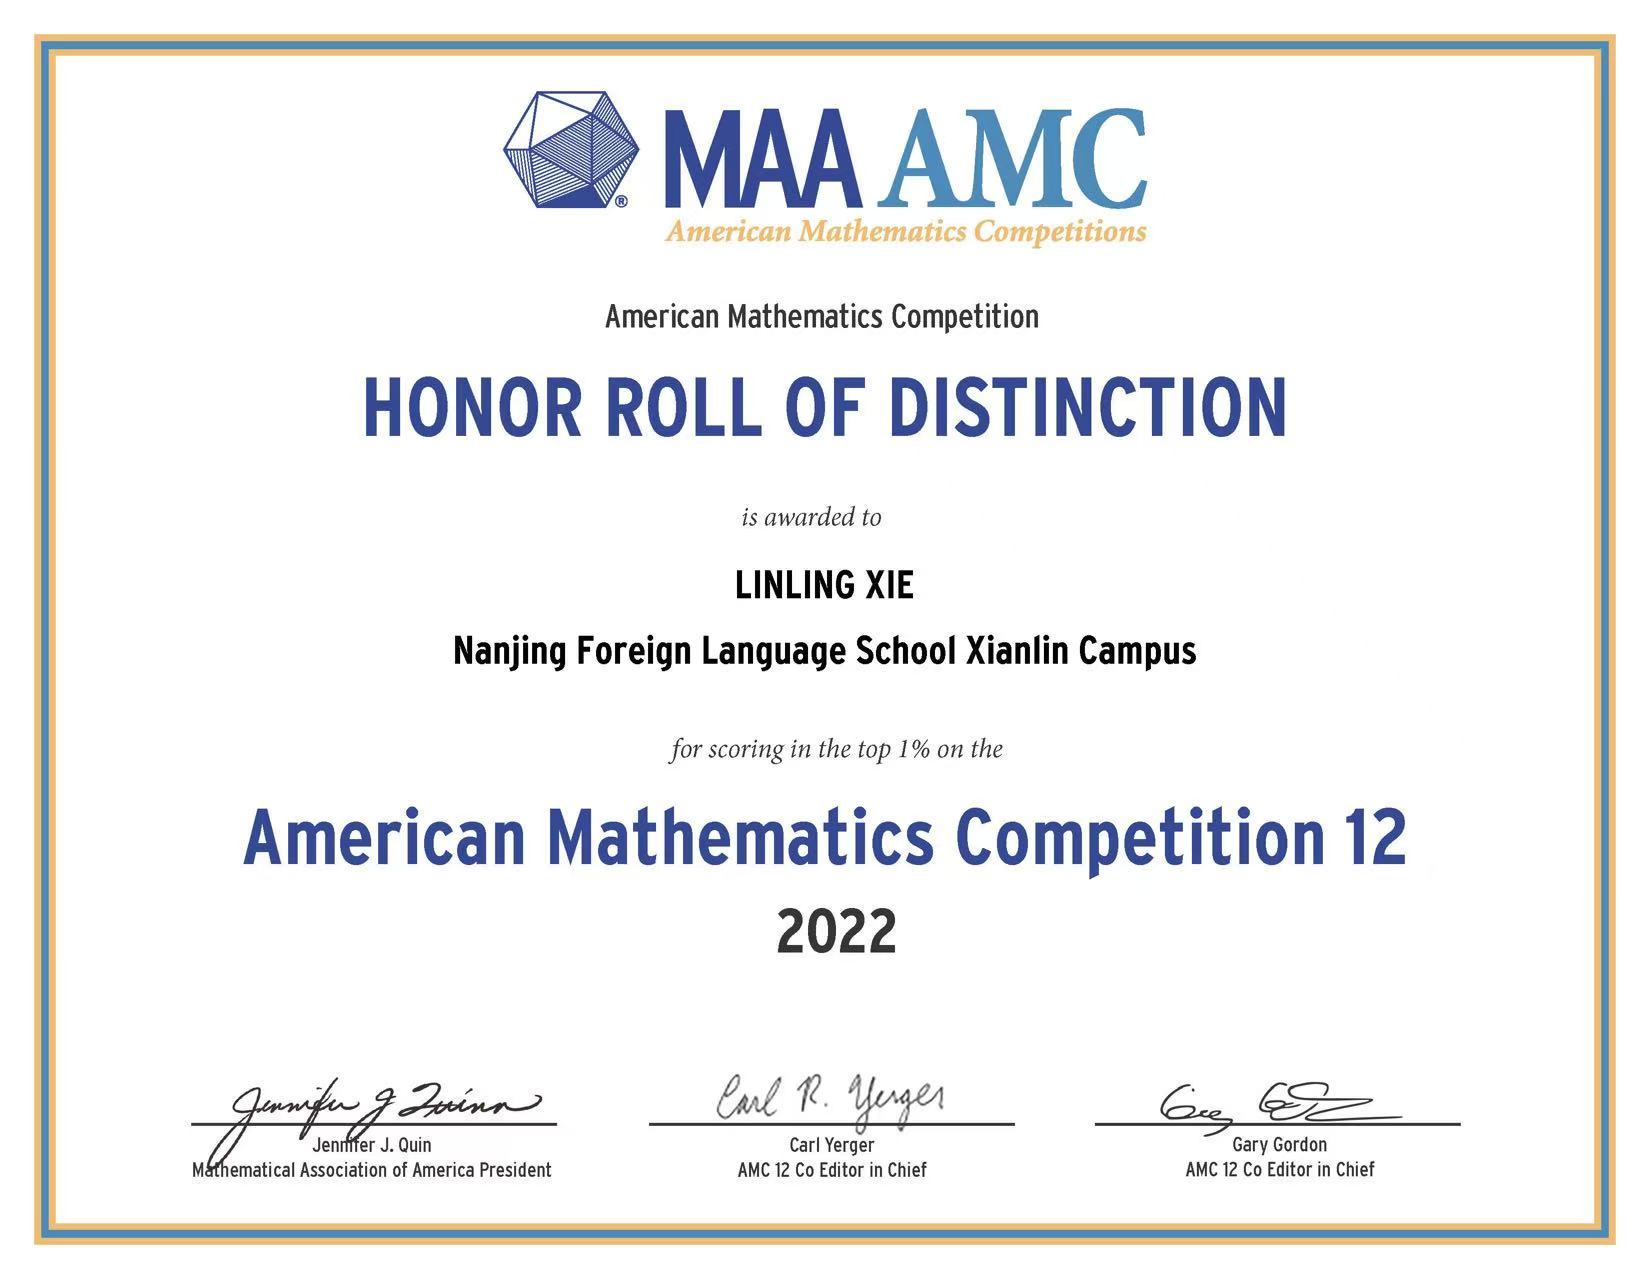 MAA AMC
American Mathematics Competitions
American Mathematics Competition
HONOR ROLL OF DISTINCTION
is awarded to
LINLING XIE
Nanjing Foreign Language School Xianlin Campus
for scoring in the top 1% on the
American Mathematics Competition 12
2022
Jennifer J Quinn
Carl R. Yerger
Jennifer J. Quin
Mathematical Association of America President
Carl Yerger
AMC 12 Co Editor in Chief
Gary Gordon
AMC 12 Co Editor in Chief